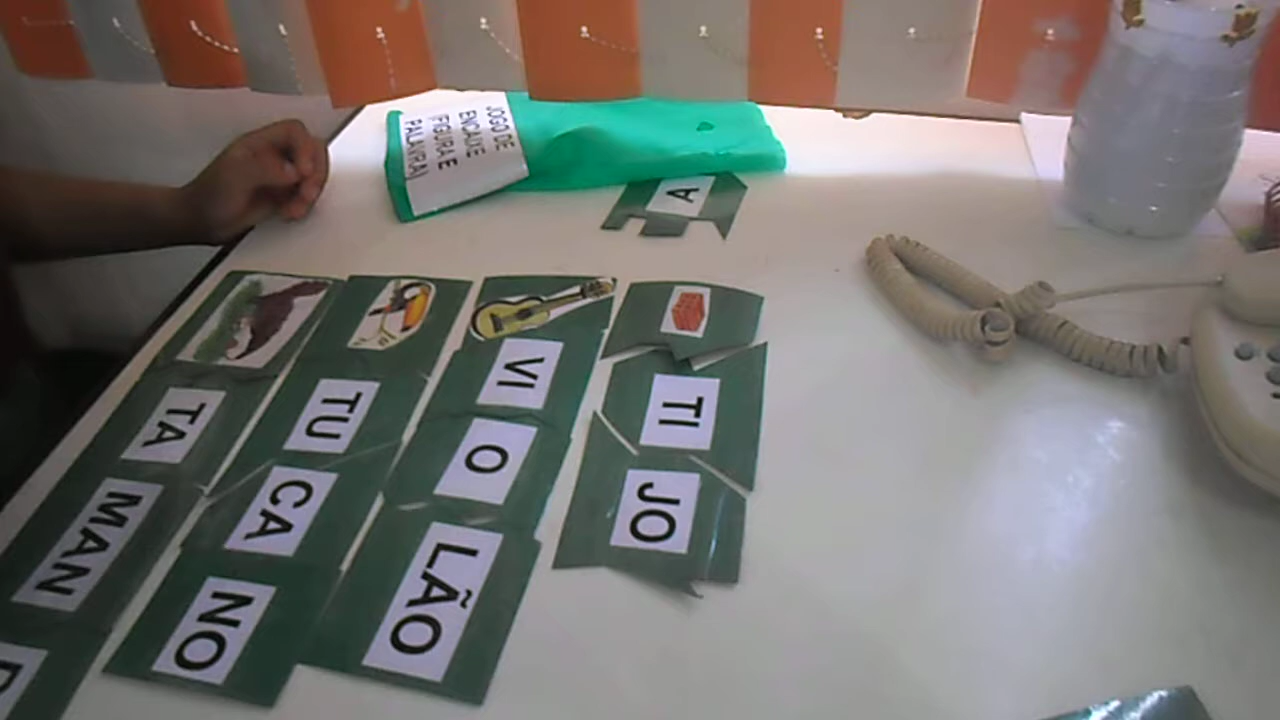 JOGO DE
ENCAIXE
(FIGURA E
PALAVRA)
A
TA
MAN
TU
CA
NO
VI
O
LÃO
TI
JO